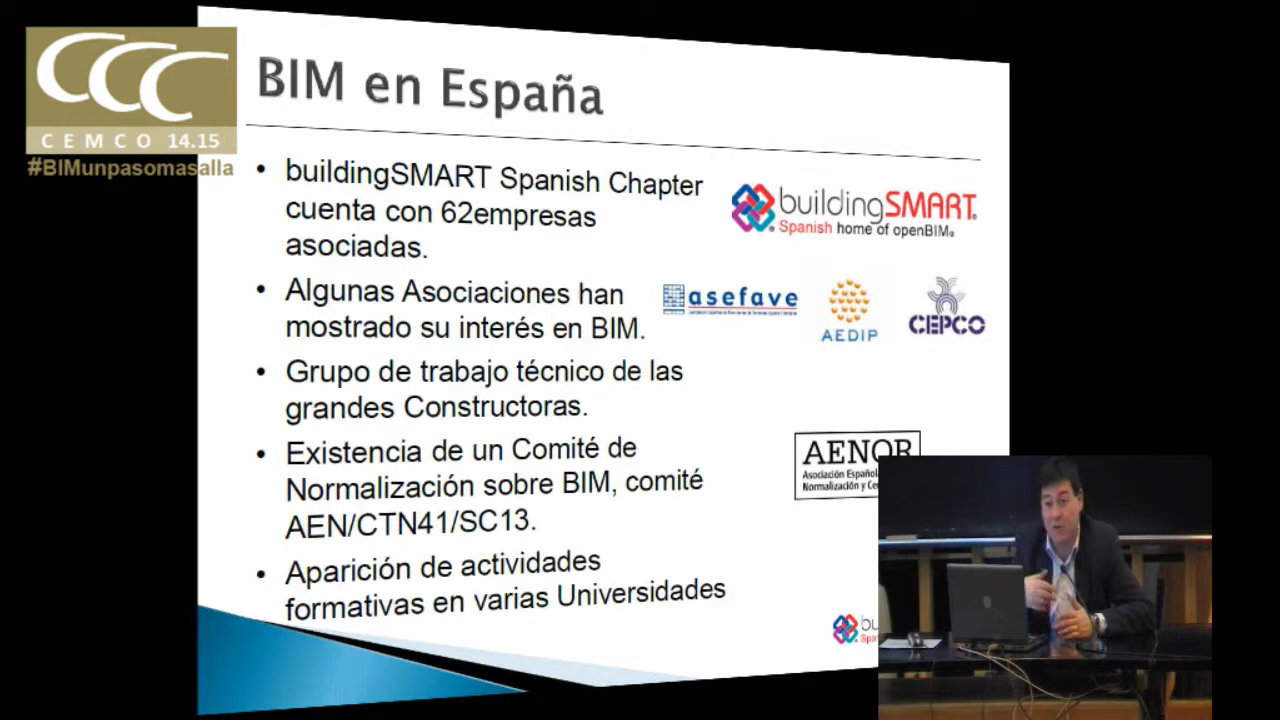 CCC
CEMCO 14.15
#BIMunpasomasalla
BIM en España
• buildingSMART Spanish Chapter
cuenta con 62empresas
asociadas.
buildingSMART®
Spanish home of openBIM®
• Algunas Asociaciones han
mostrado su interés en BIM.
asefave
AEDIP
CEPCO
• Grupo de trabajo técnico de las
grandes Constructoras.
• Existencia de un Comité de
Normalización sobre BIM, comité
AEN/CTN41/SC13.
AENOR
Asociación Española
Normalización y Ce
• Aparición de actividades
formativas en varias Universidades
bu
Spa